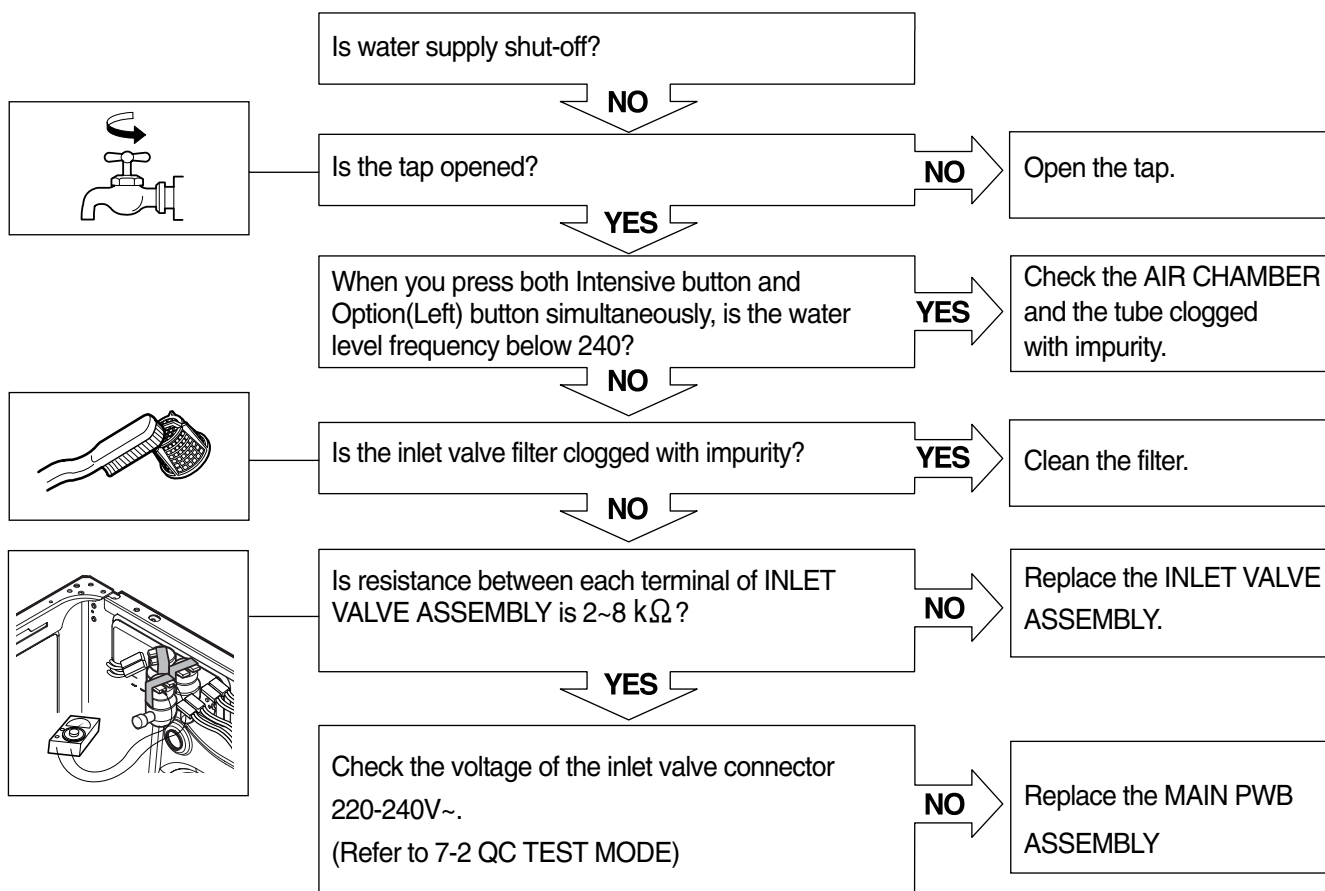 Is water supply shut-off?
NO
Is the tap opened?
NO
Open the tap.
YES
When you press both Intensive button and
Option(Left) button simultaneously, is the water
level frequency below 240?
YES
Check the AIR CHAMBER
and the tube clogged
with impurity.
NO
Is the inlet valve filter clogged with impurity?
YES
Clean the filter.
NO
Is resistance between each terminal of INLET
VALVE ASSEMBLY is 2~8 kΩ?
NO
Replace the INLET VALVE
ASSEMBLY.
YES
Check the voltage of the inlet valve connector
220-240V~.
(Refer to 7-2 QC TEST MODE)
NO
Replace the MAIN PWB
ASSEMBLY